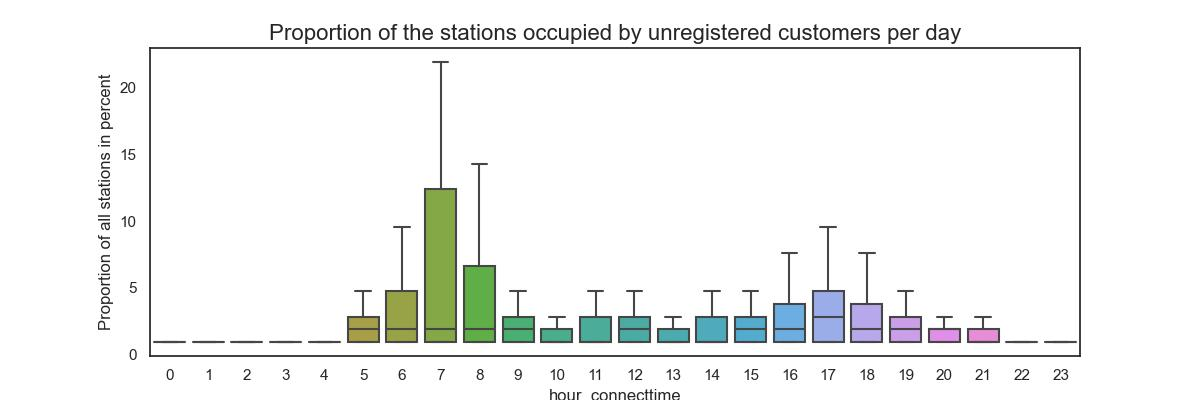 Proportion of the stations occupied by unregistered customers per day
Proportion of all stations in percent
20
15
10
5
0
0 1 2 3 4 5 6 7 8 9 10 11 12 13 14 15 16 17 18 19 20 21 22 23
hour_connecttime